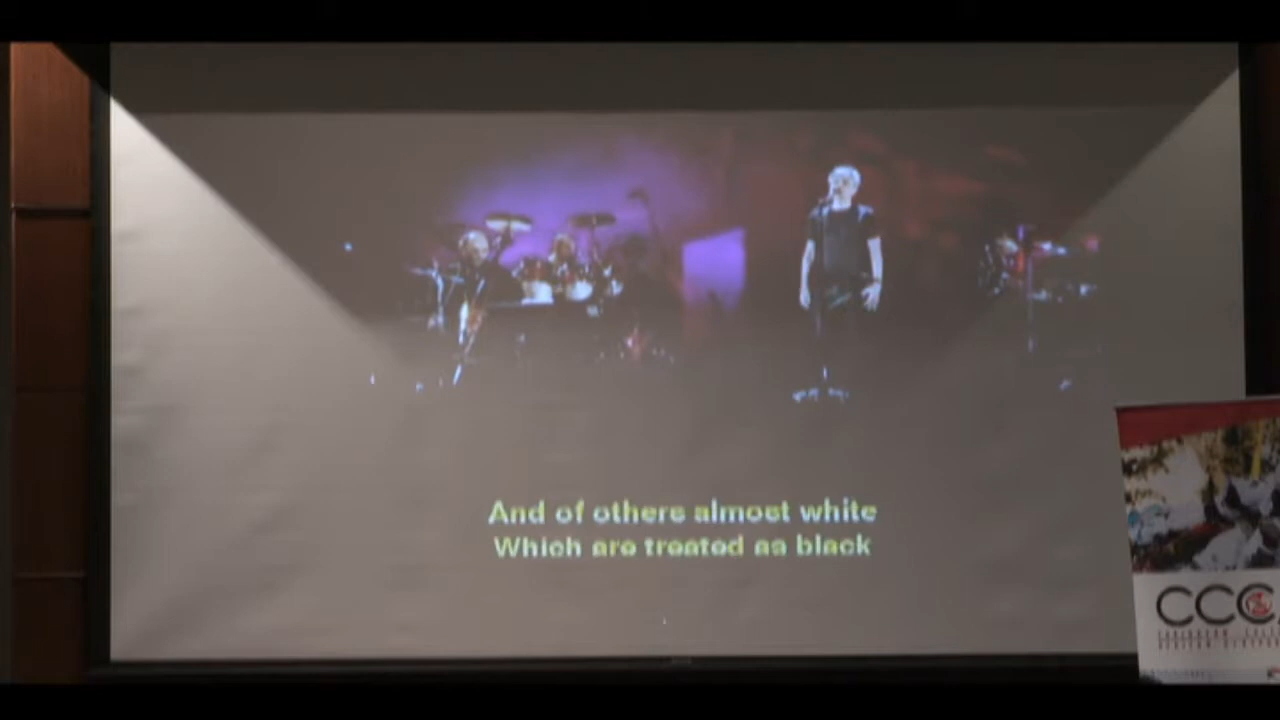 And of others almost white
Which are treated as black
CCC